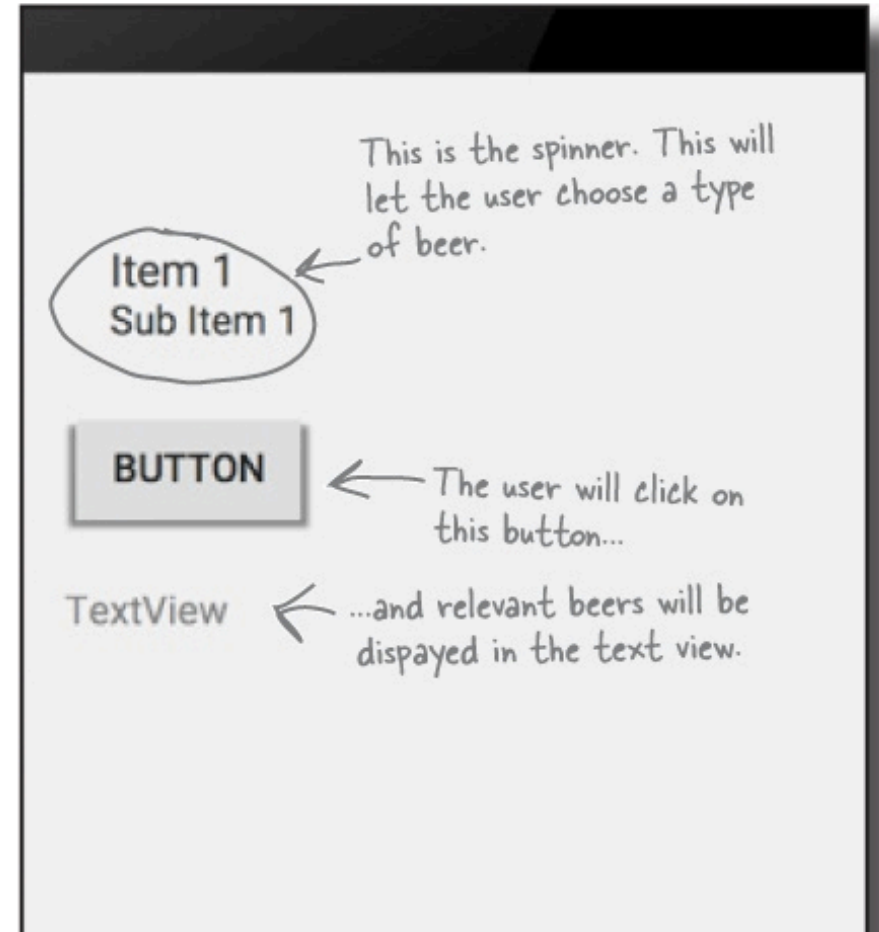 This is the spinner. This will
let the user choose a type
of beer.
Item 1
Sub Item 1
BUTTON
The user will click on
this button...
TextView
...and relevant beers will be
dispayed in the text view.